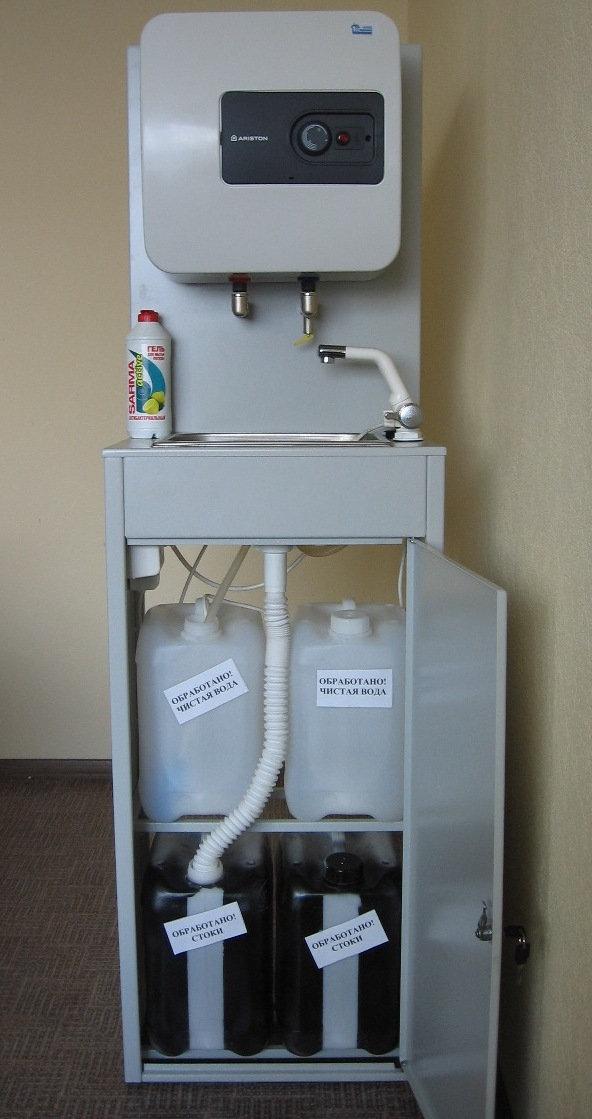 ARISTON
SARMA
ГЕЛЬ
ОБРАБОТАНО!
ЧИСТАЯ ВОДА
ОБРАБОТАНО!
ЧИСТАЯ ВОДА
ОБРАБОТАНО!
СТОКИ
ОБРАБОТАНО!
СТОКИ